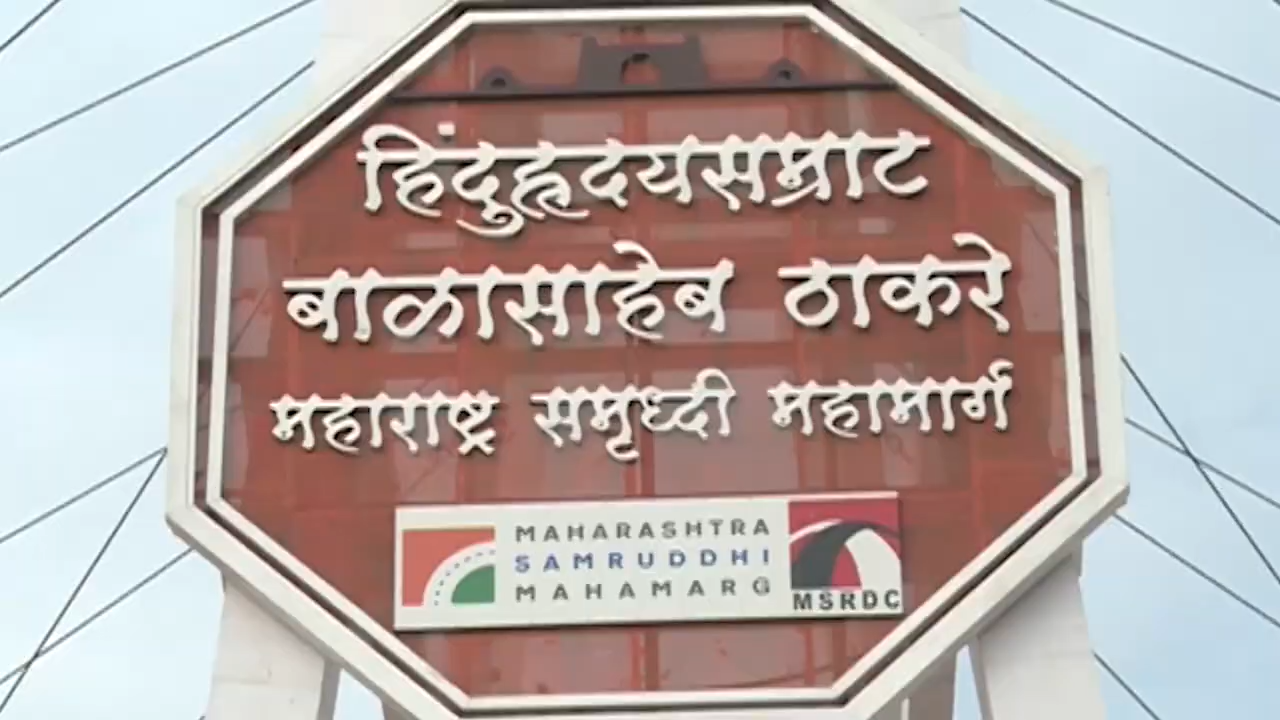 हिंदुहृदयसम्राट
बाळासाहेब ठाकरे
महाराष्ट्र समृध्दी महामार्ग
MAHARASHTRA
SAMRUDDHI
MAHAMARG
MSRDC